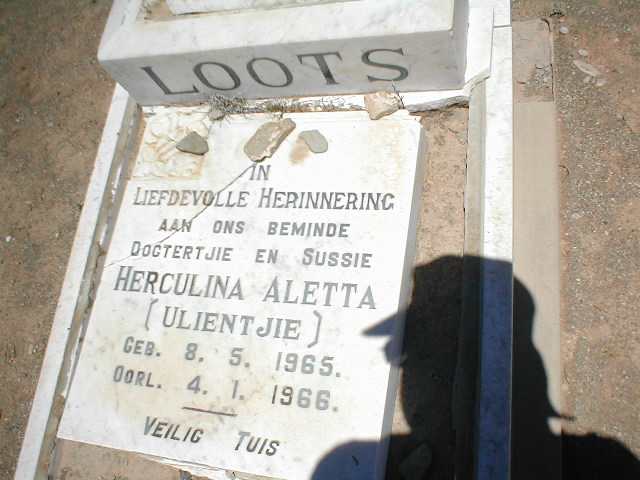 LOOTS
IN
LIEFDEVOLLE HERINNERING
AAN ONS BEMINDE
DOGTERTJIE EN SUSSIE
HERCULINA ALETTA
(ULIENTJIE)
GEB. 8. 5. 1965.
OORL. 4. 1. 1966.
VEILIG TUIS